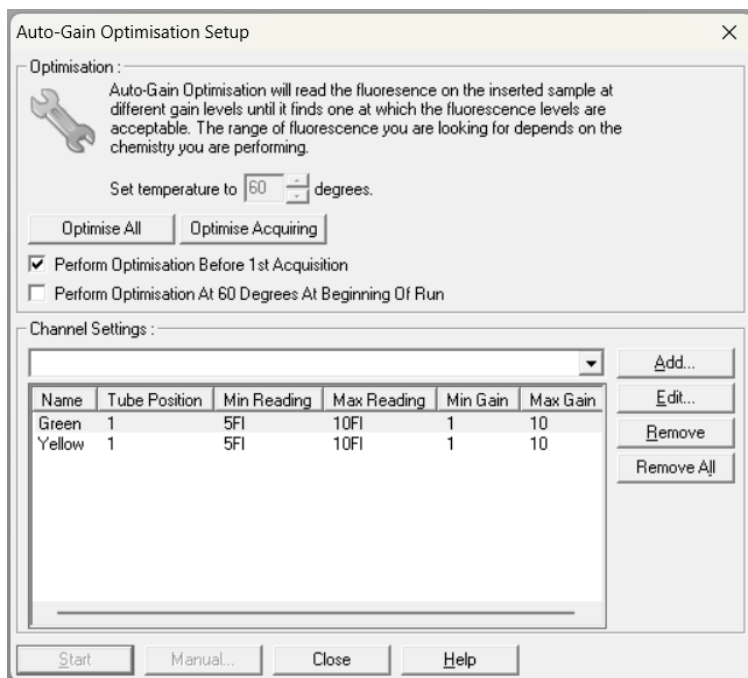 Auto-Gain Optimisation Setup
Optimisation :
Auto-Gain Optimisation will read the fluoresence on the inserted sample at
different gain levels until it finds one at which the fluorescence levels are
acceptable. The range of fluorescence you are looking for depends on the
chemistry you are performing.
Set temperature to 60 degrees.
Optimise All Optimise Acquiring
Perform Optimisation Before 1st Acquisition
Perform Optimisation At 60 Degrees At Beginning Of Run
Channel Settings :
Add...
Name Tube Position Min Reading Max Reading Min Gain Max Gain
Edit...
Green 1 5Fl 10Fl 1 10
Remove
Yellow 1 5Fl 10Fl 1 10
Remove All
Start Manual... Close Help